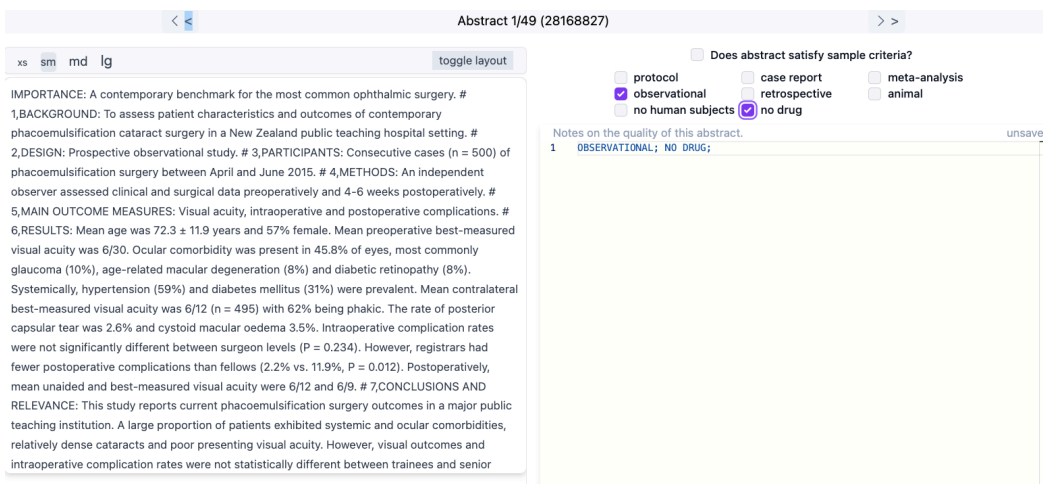 < <
Abstract 1/49 (28168827)
> >
xs sm md lg
toggle layout
IMPORTANCE: A contemporary benchmark for the most common ophthalmic surgery. #
1,BACKGROUND: To assess patient characteristics and outcomes of contemporary
phacoemulsification cataract surgery in a New Zealand public teaching hospital setting. #
2,DESIGN: Prospective observational study. # 3,PARTICIPANTS: Consecutive cases (n = 500) of
phacoemulsification surgery between April and June 2015. # 4,METHODS: An independent
observer assessed clinical and surgical data preoperatively and 4-6 weeks postoperatively. #
5,MAIN OUTCOME MEASURES: Visual acuity, intraoperative and postoperative complications. #
6,RESULTS: Mean age was 72.3 ± 11.9 years and 57% female. Mean preoperative best-measured
visual acuity was 6/30. Ocular comorbidity was present in 45.8% of eyes, most commonly
glaucoma (10%), age-related macular degeneration (8%) and diabetic retinopathy (8%).
Systemically, hypertension (59%) and diabetes mellitus (31%) were prevalent. Mean contralateral
best-measured visual acuity was 6/12 (n = 495) with 62% being phakic. The rate of posterior
capsular tear was 2.6% and cystoid macular oedema 3.5%. Intraoperative complication rates
were not significantly different between surgeon levels (P = 0.234). However, registrars had
fewer postoperative complications than fellows (2.2% vs. 11.9%, P = 0.012). Postoperatively,
mean unaided and best-measured visual acuity were 6/12 and 6/9. # 7,CONCLUSIONS AND
RELEVANCE: This study reports current phacoemulsification surgery outcomes in a major public
teaching institution. A large proportion of patients exhibited systemic and ocular comorbidities,
relatively dense cataracts and poor presenting visual acuity. However, visual outcomes and
intraoperative complication rates were not statistically different between trainees and senior
Does abstract satisfy sample criteria?
protocol case report meta-analysis
observational retrospective animal
no human subjects no drug
Notes on the quality of this abstract. unsave
1 OBSERVATIONAL; NO DRUG;